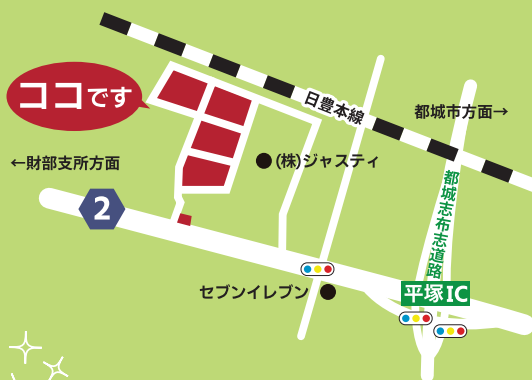 ココです
日豊本線
都城市方面→
←財部支所方面
(株)ジャスティ
都城志布志道路
2
セブンイレブン
平塚IC